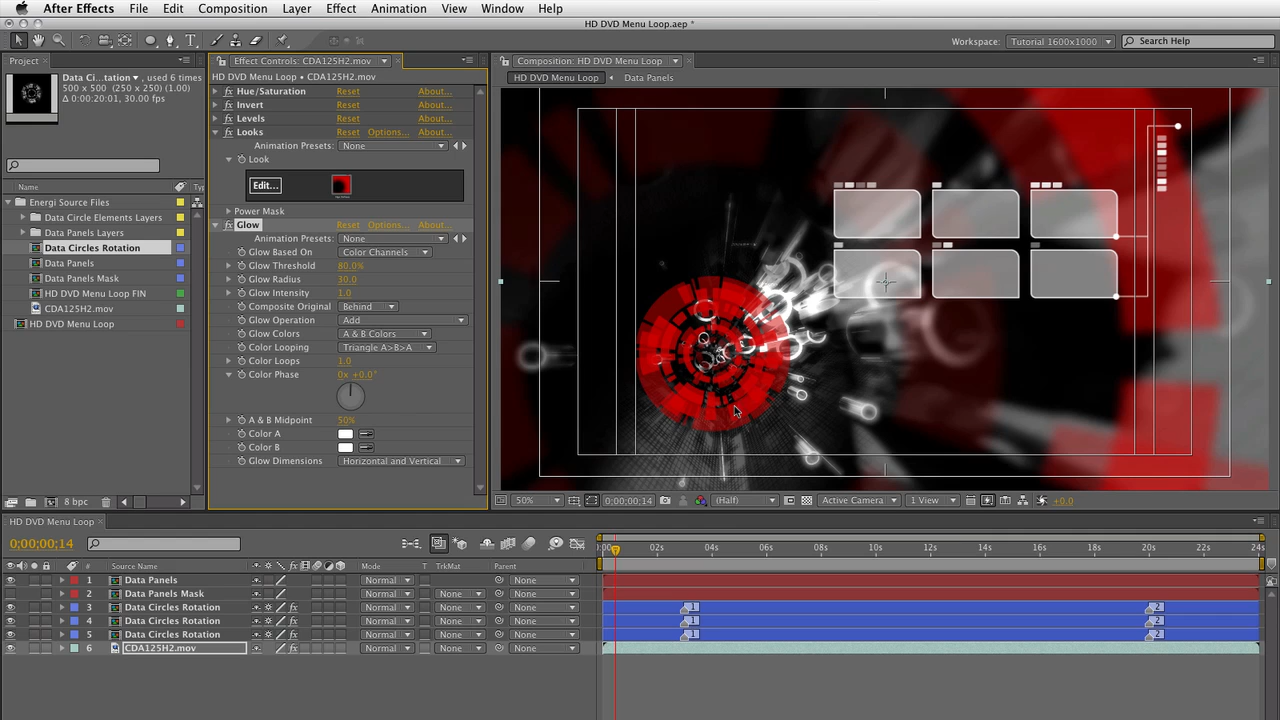 After Effects File Edit Composition Layer Effect Animation View Window Help
HD DVD Menu Loop.aep *
Workspace: Tutorial 1600x1000 Search Help
Project
Data Ci...tation ▾, used 6 times
500 x 500 (250 x 250) (1.00)
Δ 0:00:20:01, 30.00 fps
Name Typ
Energi Source Files
Data Circle Elements Layers
Data Panels Layers
Data Circles Rotation
Data Panels
Data Panels Mask
HD DVD Menu Loop FIN
CDA125H2.mov
HD DVD Menu Loop
8 bpc
Effect Controls: CDA125H2.mov
HD DVD Menu Loop • CDA125H2.mov
Hue/Saturation Reset About...
Invert Reset About...
Levels Reset About...
Looks Reset Options... About...
Animation Presets: None
Look
Edit...
Power Mask
Glow Reset Options... About...
Animation Presets: None
Glow Based On Color Channels
Glow Threshold 80.0%
Glow Radius 30.0
Glow Intensity 1.0
Composite Original Behind
Glow Operation Add
Glow Colors A & B Colors
Color Looping Triangle A>B>A
Color Loops 1.0
Color Phase 0x +0.0°
A & B Midpoint 50%
Color A
Color B
Glow Dimensions Horizontal and Vertical
Composition: HD DVD Menu Loop
HD DVD Menu Loop Data Panels
50% 0;00;00;14 (Half) Active Camera 1 View +0.0
HD DVD Menu Loop
0;00;00;14
:00s 02s 04s 06s 08s 10s 12s 14s 16s 18s 20s 22s 24s
# Source Name Mode T TrkMat Parent
1 Data Panels Normal None
2 Data Panels Mask Normal None None
3 Data Circles Rotation Normal None None 1 2
4 Data Circles Rotation Normal None None 1 2
5 Data Circles Rotation Normal None None 1 2
6 CDA125H2.mov Normal None None